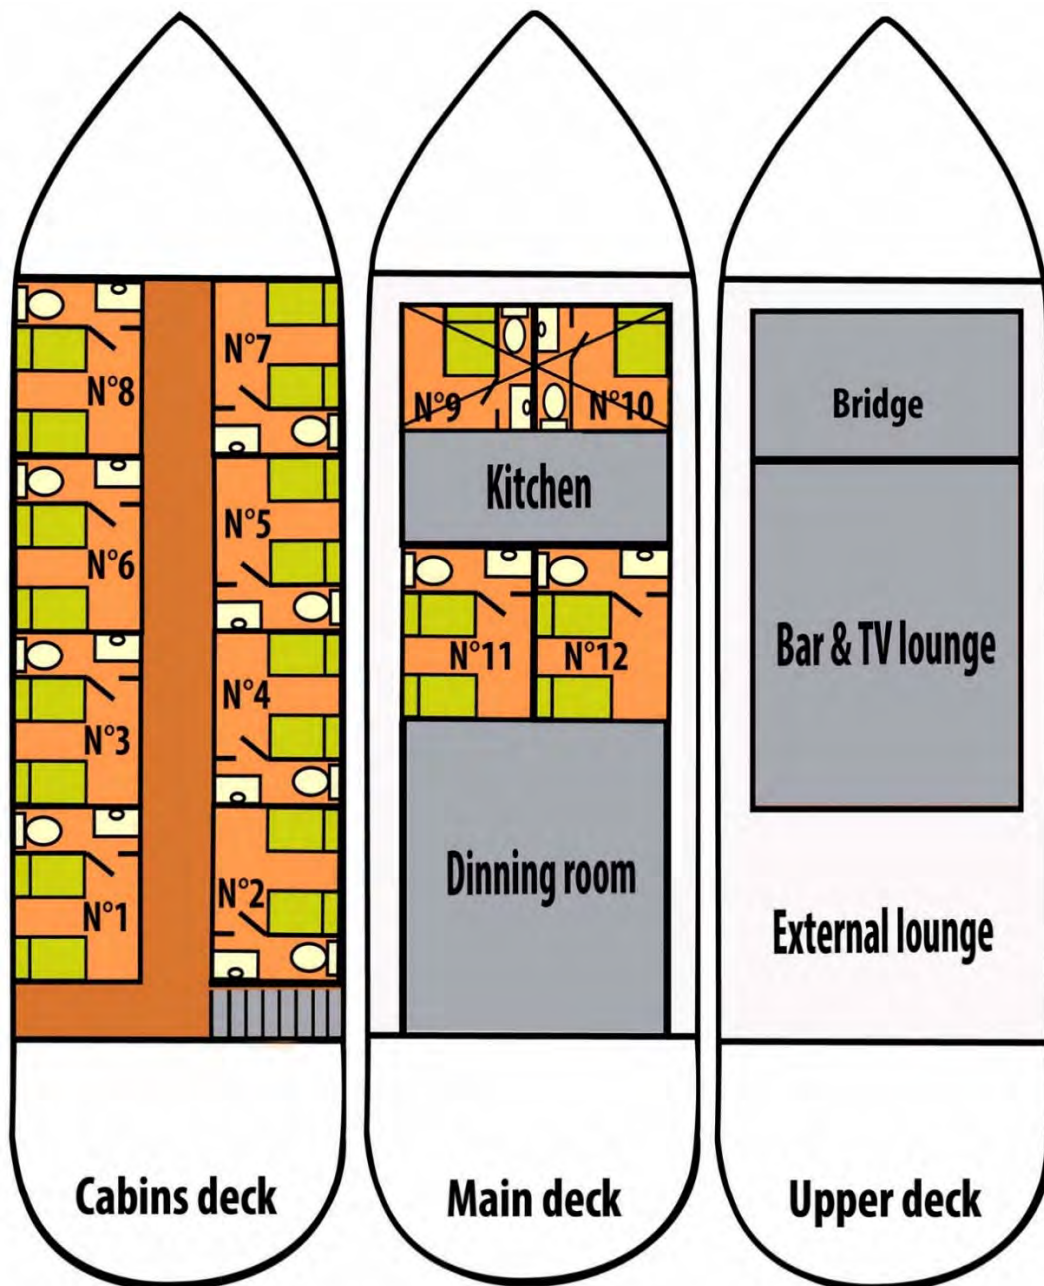 N°7
N°8
N°5
N°6
N°4
N°3
N°2
N°1
Cabins deck
N°9
N°10
Kitchen
N°11
N°12
Dinning room
Main deck
Bridge
Bar & TV lounge
External lounge
Upper deck